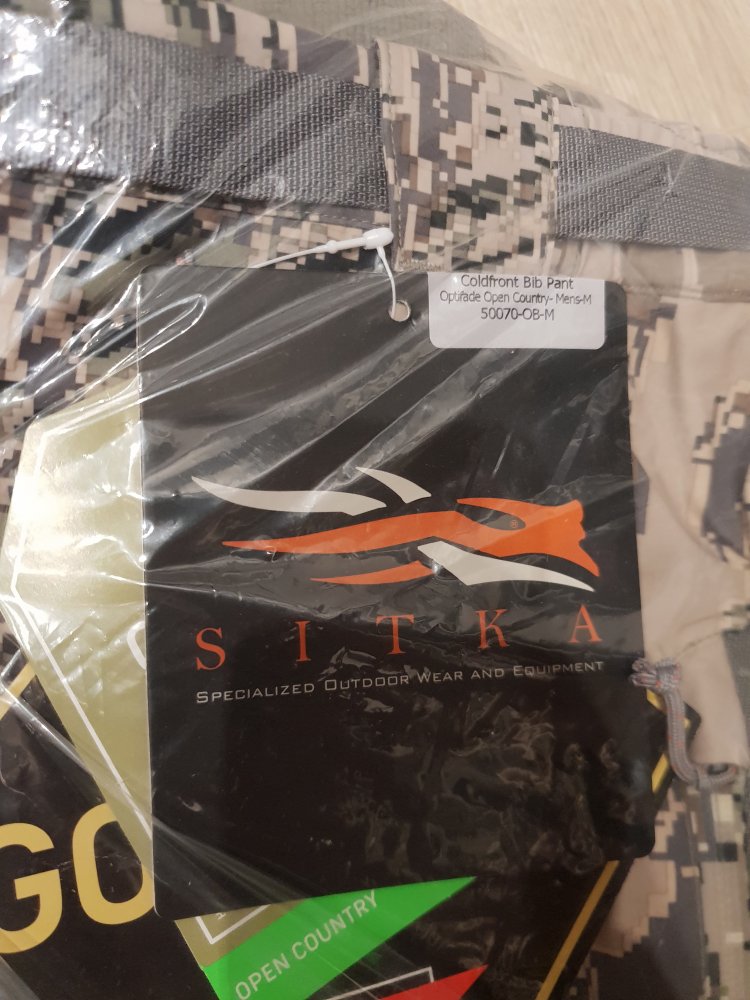 Coldfront Bib Pant
Optifade Open Country- Mens-M
50070-OB-M
®
SITKA
SPECIALIZED OUTDOOR WEAR AND EQUIPMENT
GO
OPEN COUNTRY